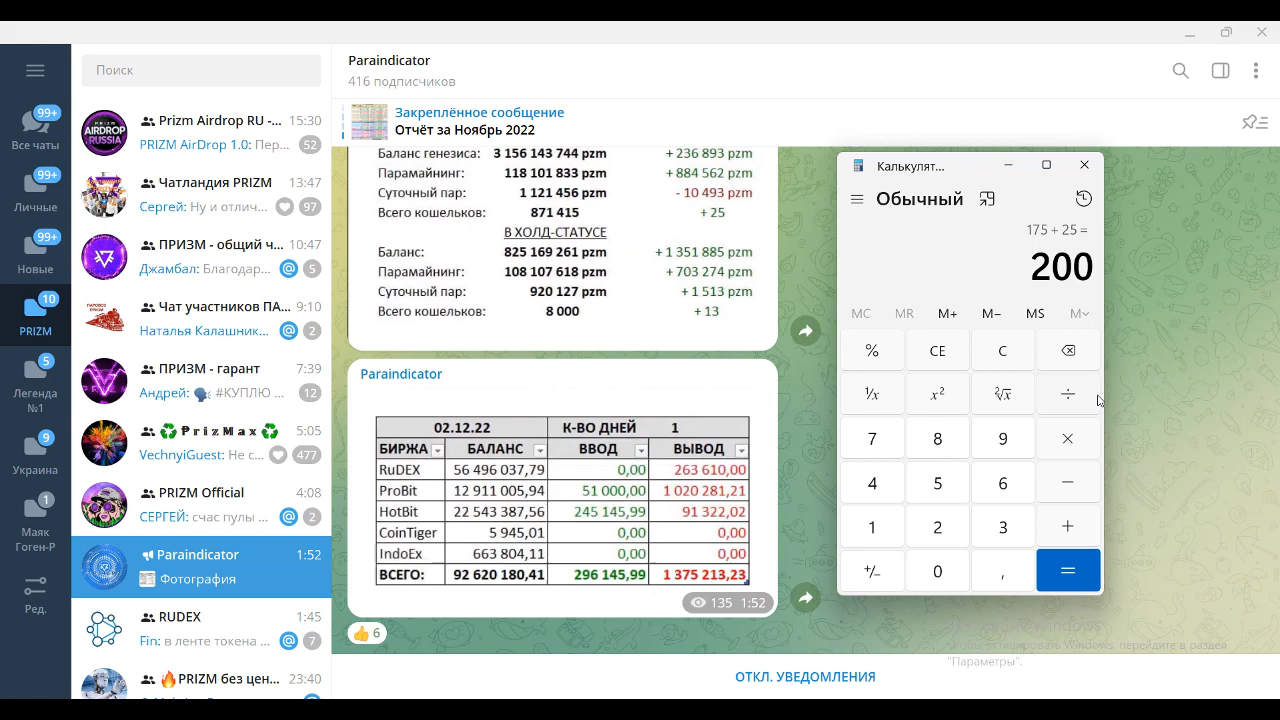 99+
Все чаты
99+
Личные
99+
Новые
10
PRIZM
5
Легенда
№1
9
Украина
1
Маяк
Гоген-Р
Ред.
Поиск
Prizm Airdrop RU -... 15:30
PRIZM AirDrop 1.0: Пер... 52
Чатландия PRIZM 13:47
Сергей: Ну и отлич... 97
ПРИЗМ - общий ч... 10:47
Джамбал: Благодар... @ 5
Чат участников ПА... 9:10
Наталья Калашник... @ 2
ПРИЗМ - гарант 7:39
Андрей: #КУПЛЮ ... 12
PrizMax 5:05
VechnyiGuest: Не с... 477
PRIZM Official 4:08
СЕРГЕЙ: счас пулы ... @ 2
Paraindicator 1:52
Фотография
RUDEX 1:45
Fin: в ленте токена ... @ 7
🔥PRIZM без цен... 23:40
Paraindicator
416 подписчиков
Закреплённое сообщение
Отчёт за Ноябрь 2022
Баланс генезиса: 3 156 143 744 pzm + 236 893 pzm
Парамайнинг: 118 101 833 pzm + 884 562 pzm
Суточный пар: 1 121 456 pzm - 10 493 pzm
Всего кошельков: 871 415 + 25
В ХОЛД-СТАТУСЕ
Баланс: 825 169 261 pzm + 1 351 885 pzm
Парамайнинг: 108 107 618 pzm + 703 274 pzm
Суточный пар: 920 127 pzm + 1 513 pzm
Всего кошельков: 8 000 + 13
Paraindicator
02.12.22 К-ВО ДНЕЙ 1
БИРЖА БАЛАНС ВВОД ВЫВОД
RuDEX 56 496 037,79 0,00 263 610,00
ProBit 12 911 005,94 51 000,00 1 020 281,21
HotBit 22 543 387,56 245 145,99 91 322,02
CoinTiger 5 945,01 0,00 0,00
IndoEx 663 804,11 0,00 0,00
ВСЕГО: 92 620 180,41 296 145,99 1 375 213,23
135 1:52
👍 6
ОТКЛ. УВЕДОМЛЕНИЯ
Калькулят...
Обычный
175 + 25 =
200
MC MR M+ M− MS M
% CE C
¹/x x² ²√x ÷
7 8 9 ×
4 5 6 −
1 2 3 +
+/− 0 , =
активировать Windows, перейдите в раздел
"Параметры".